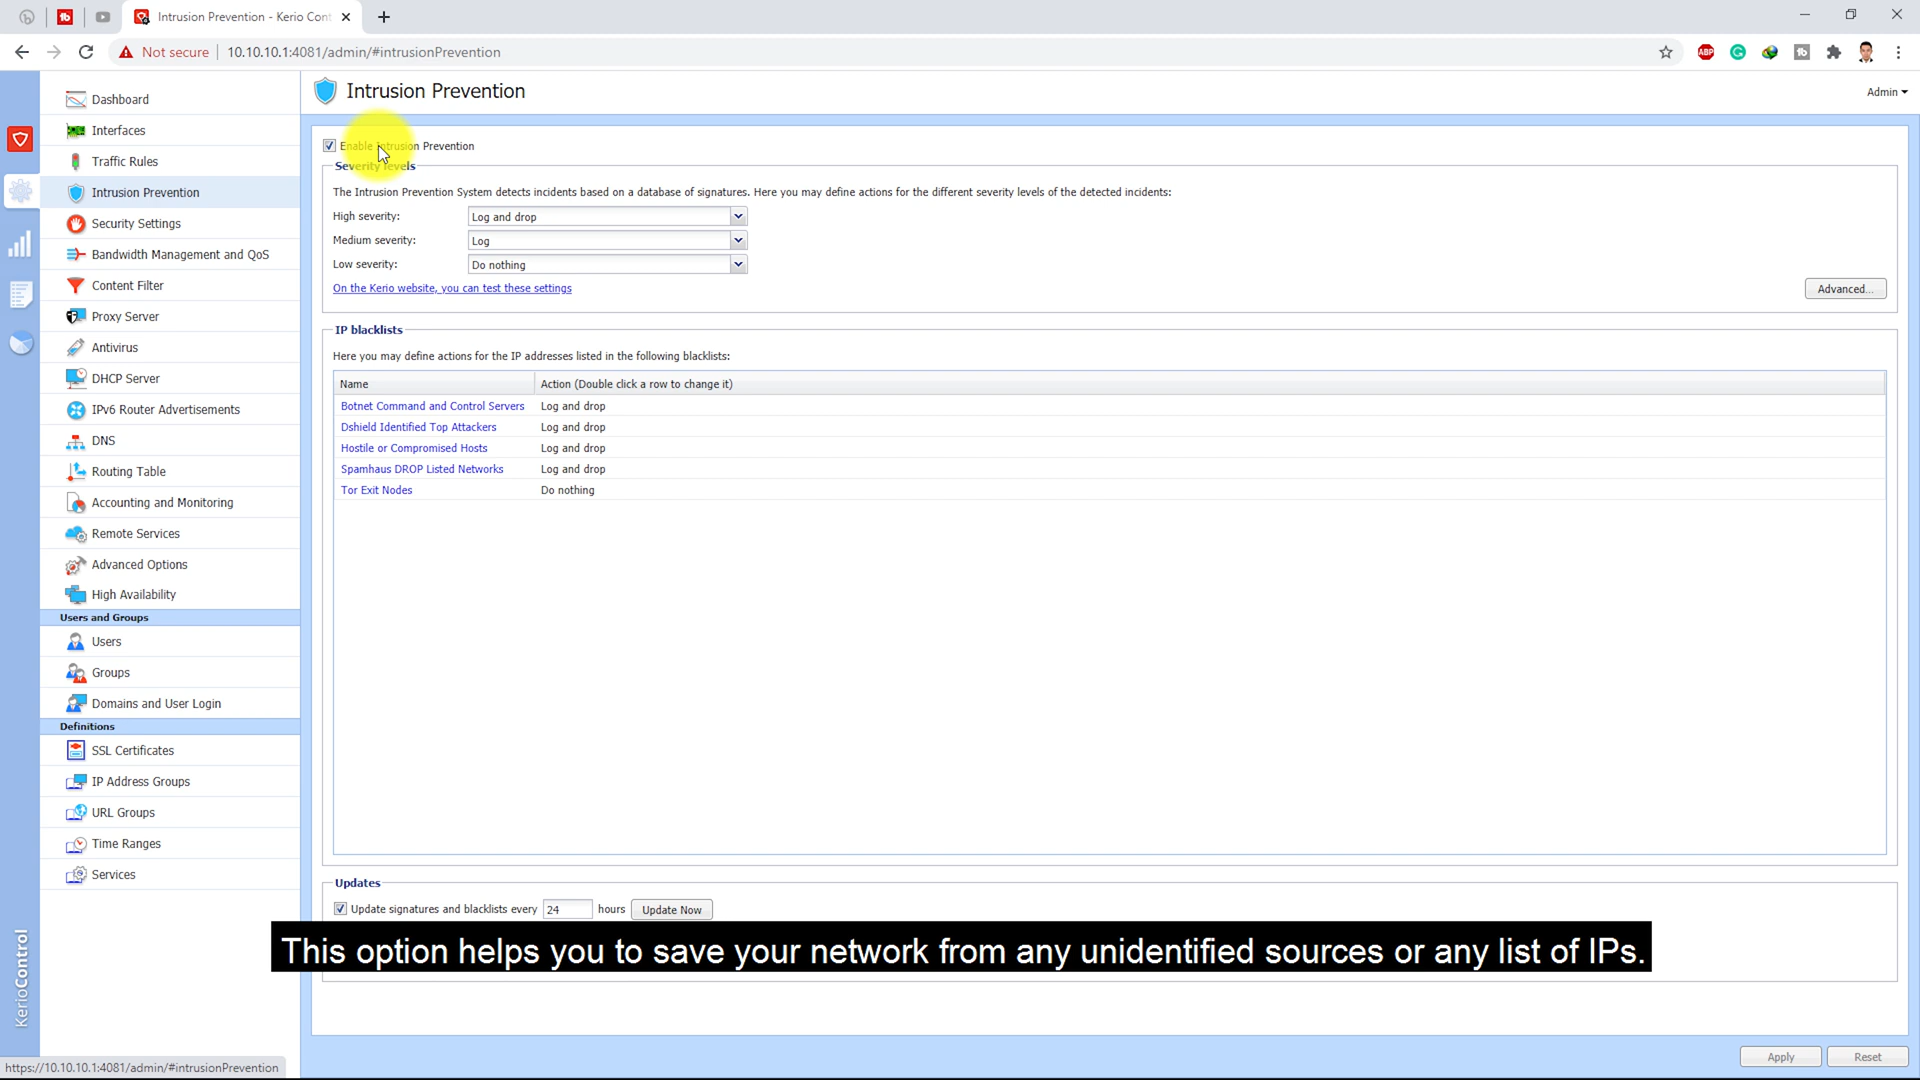 Intrusion Prevention - Kerio Cont
Not secure
10.10.10.1:4081/admin/#intrusionPrevention
ABP
Dashboard
Interfaces
Traffic Rules
Intrusion Prevention
Security Settings
Bandwidth Management and QoS
Content Filter
Proxy Server
Antivirus
DHCP Server
IPv6 Router Advertisements
DNS
Routing Table
Accounting and Monitoring
Remote Services
Advanced Options
High Availability
Users and Groups
Users
Groups
Domains and User Login
Definitions
SSL Certificates
IP Address Groups
URL Groups
Time Ranges
Services
KerioControl
Intrusion Prevention
Admin
Enable Intrusion Prevention
Severity levels
The Intrusion Prevention System detects incidents based on a database of signatures. Here you may define actions for the different severity levels of the detected incidents:
High severity: Log and drop
Medium severity: Log
Low severity: Do nothing
On the Kerio website, you can test these settings
Advanced...
IP blacklists
Here you may define actions for the IP addresses listed in the following blacklists:
Name Action (Double click a row to change it)
Botnet Command and Control Servers Log and drop
Dshield Identified Top Attackers Log and drop
Hostile or Compromised Hosts Log and drop
Spamhaus DROP Listed Networks Log and drop
Tor Exit Nodes Do nothing
Updates
Update signatures and blacklists every 24 hours Update Now
This option helps you to save your network from any unidentified sources or any list of IPs.
Apply Reset
https://10.10.10.1:4081/admin/#intrusionPrevention